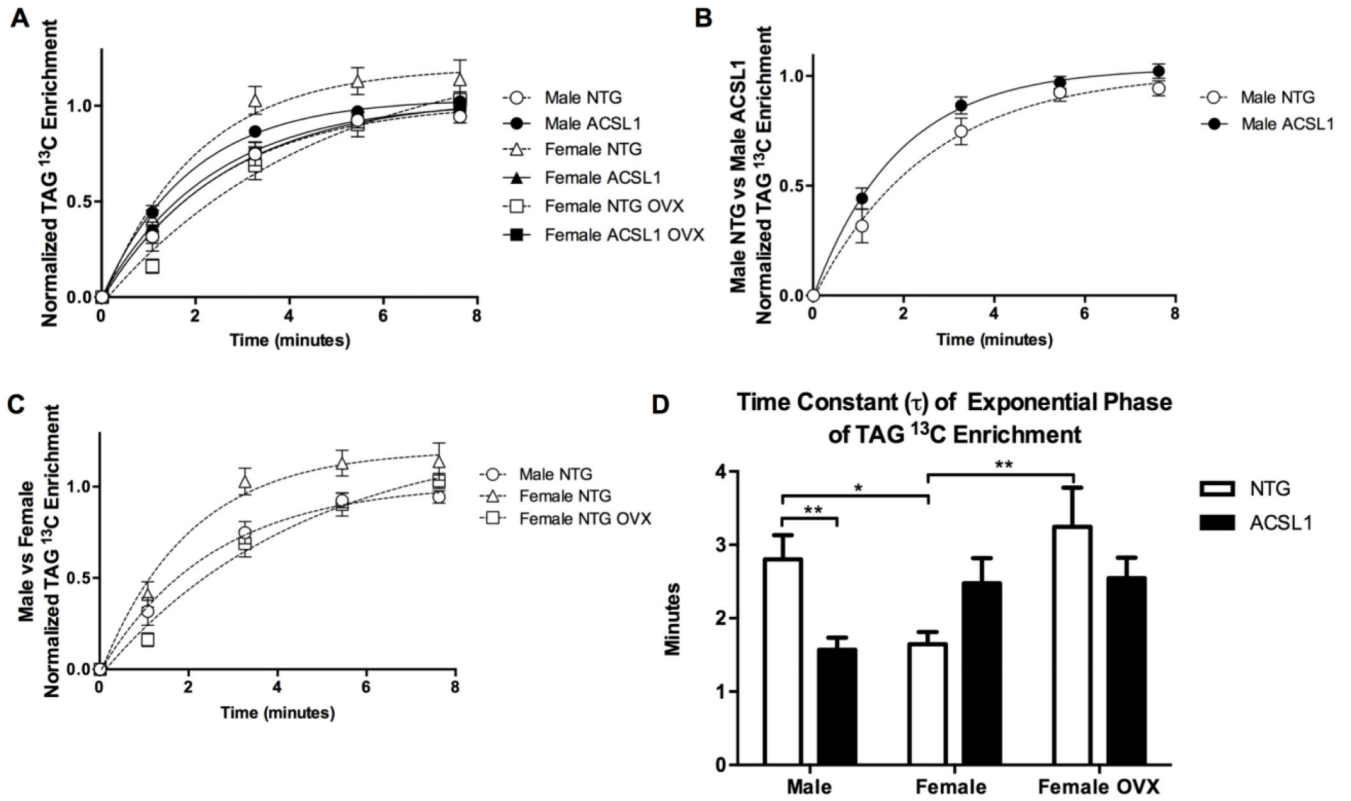 A
Normalized TAG 13C Enrichment
1.0
0.5
0.0
0 2 4 6 8
Time (minutes)
Male NTG
Male ACSL1
Female NTG
Female ACSL1
Female NTG OVX
Female ACSL1 OVX
B
Male NTG vs Male ACSL1
Normalized TAG 13C Enrichment
1.0
0.5
0.0
0 2 4 6 8
Time (minutes)
Male NTG
Male ACSL1
C
Male vs Female
Normalized TAG 13C Enrichment
1.0
0.5
0.0
0 2 4 6 8
Time (minutes)
Male NTG
Female NTG
Female NTG OVX
D
Time Constant (τ) of Exponential Phase
of TAG 13C Enrichment
Minutes
4
3
2
1
0
**
*
**
Male Female Female OVX
NTG
ACSL1